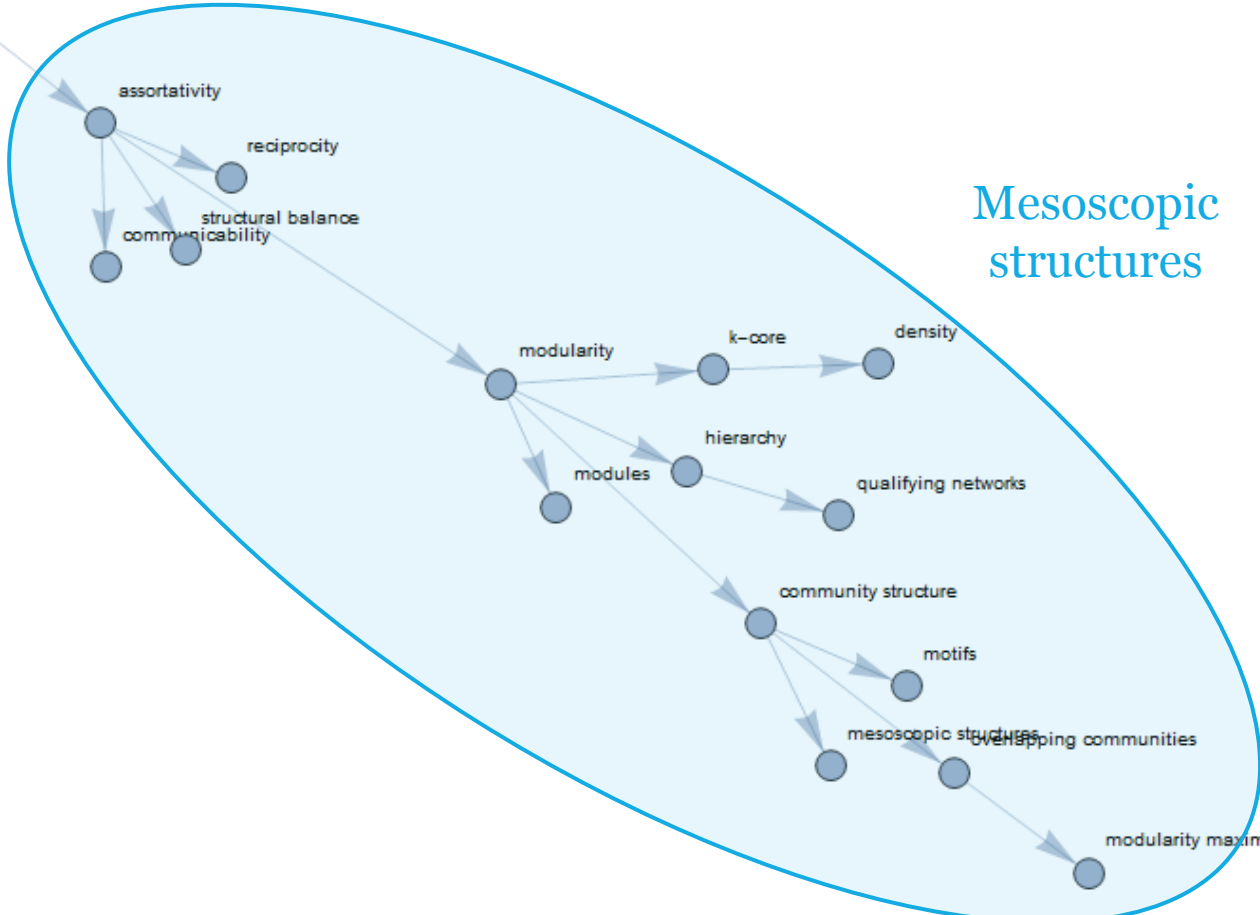 assortativity
reciprocity
Mesoscopic
structures
structural balance
communicability
density
k-core
modularity
hierarchy
modules
qualifying networks
community structure
motifs
mesoscopic structures
overlapping communities
modularity